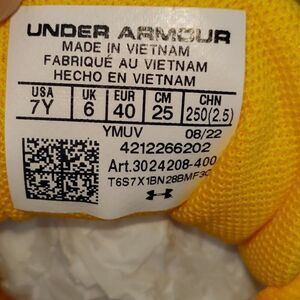 UNDER ARMOUR
MADE IN VIETNAM
FABRIQUÉ AU VIETNAM
HECHO EN VIETNAM
USA UK EUR CM CHN
7Y 6 40 25 250(2.5)
YMUV 08/22
4212266202
Art.3024208-400